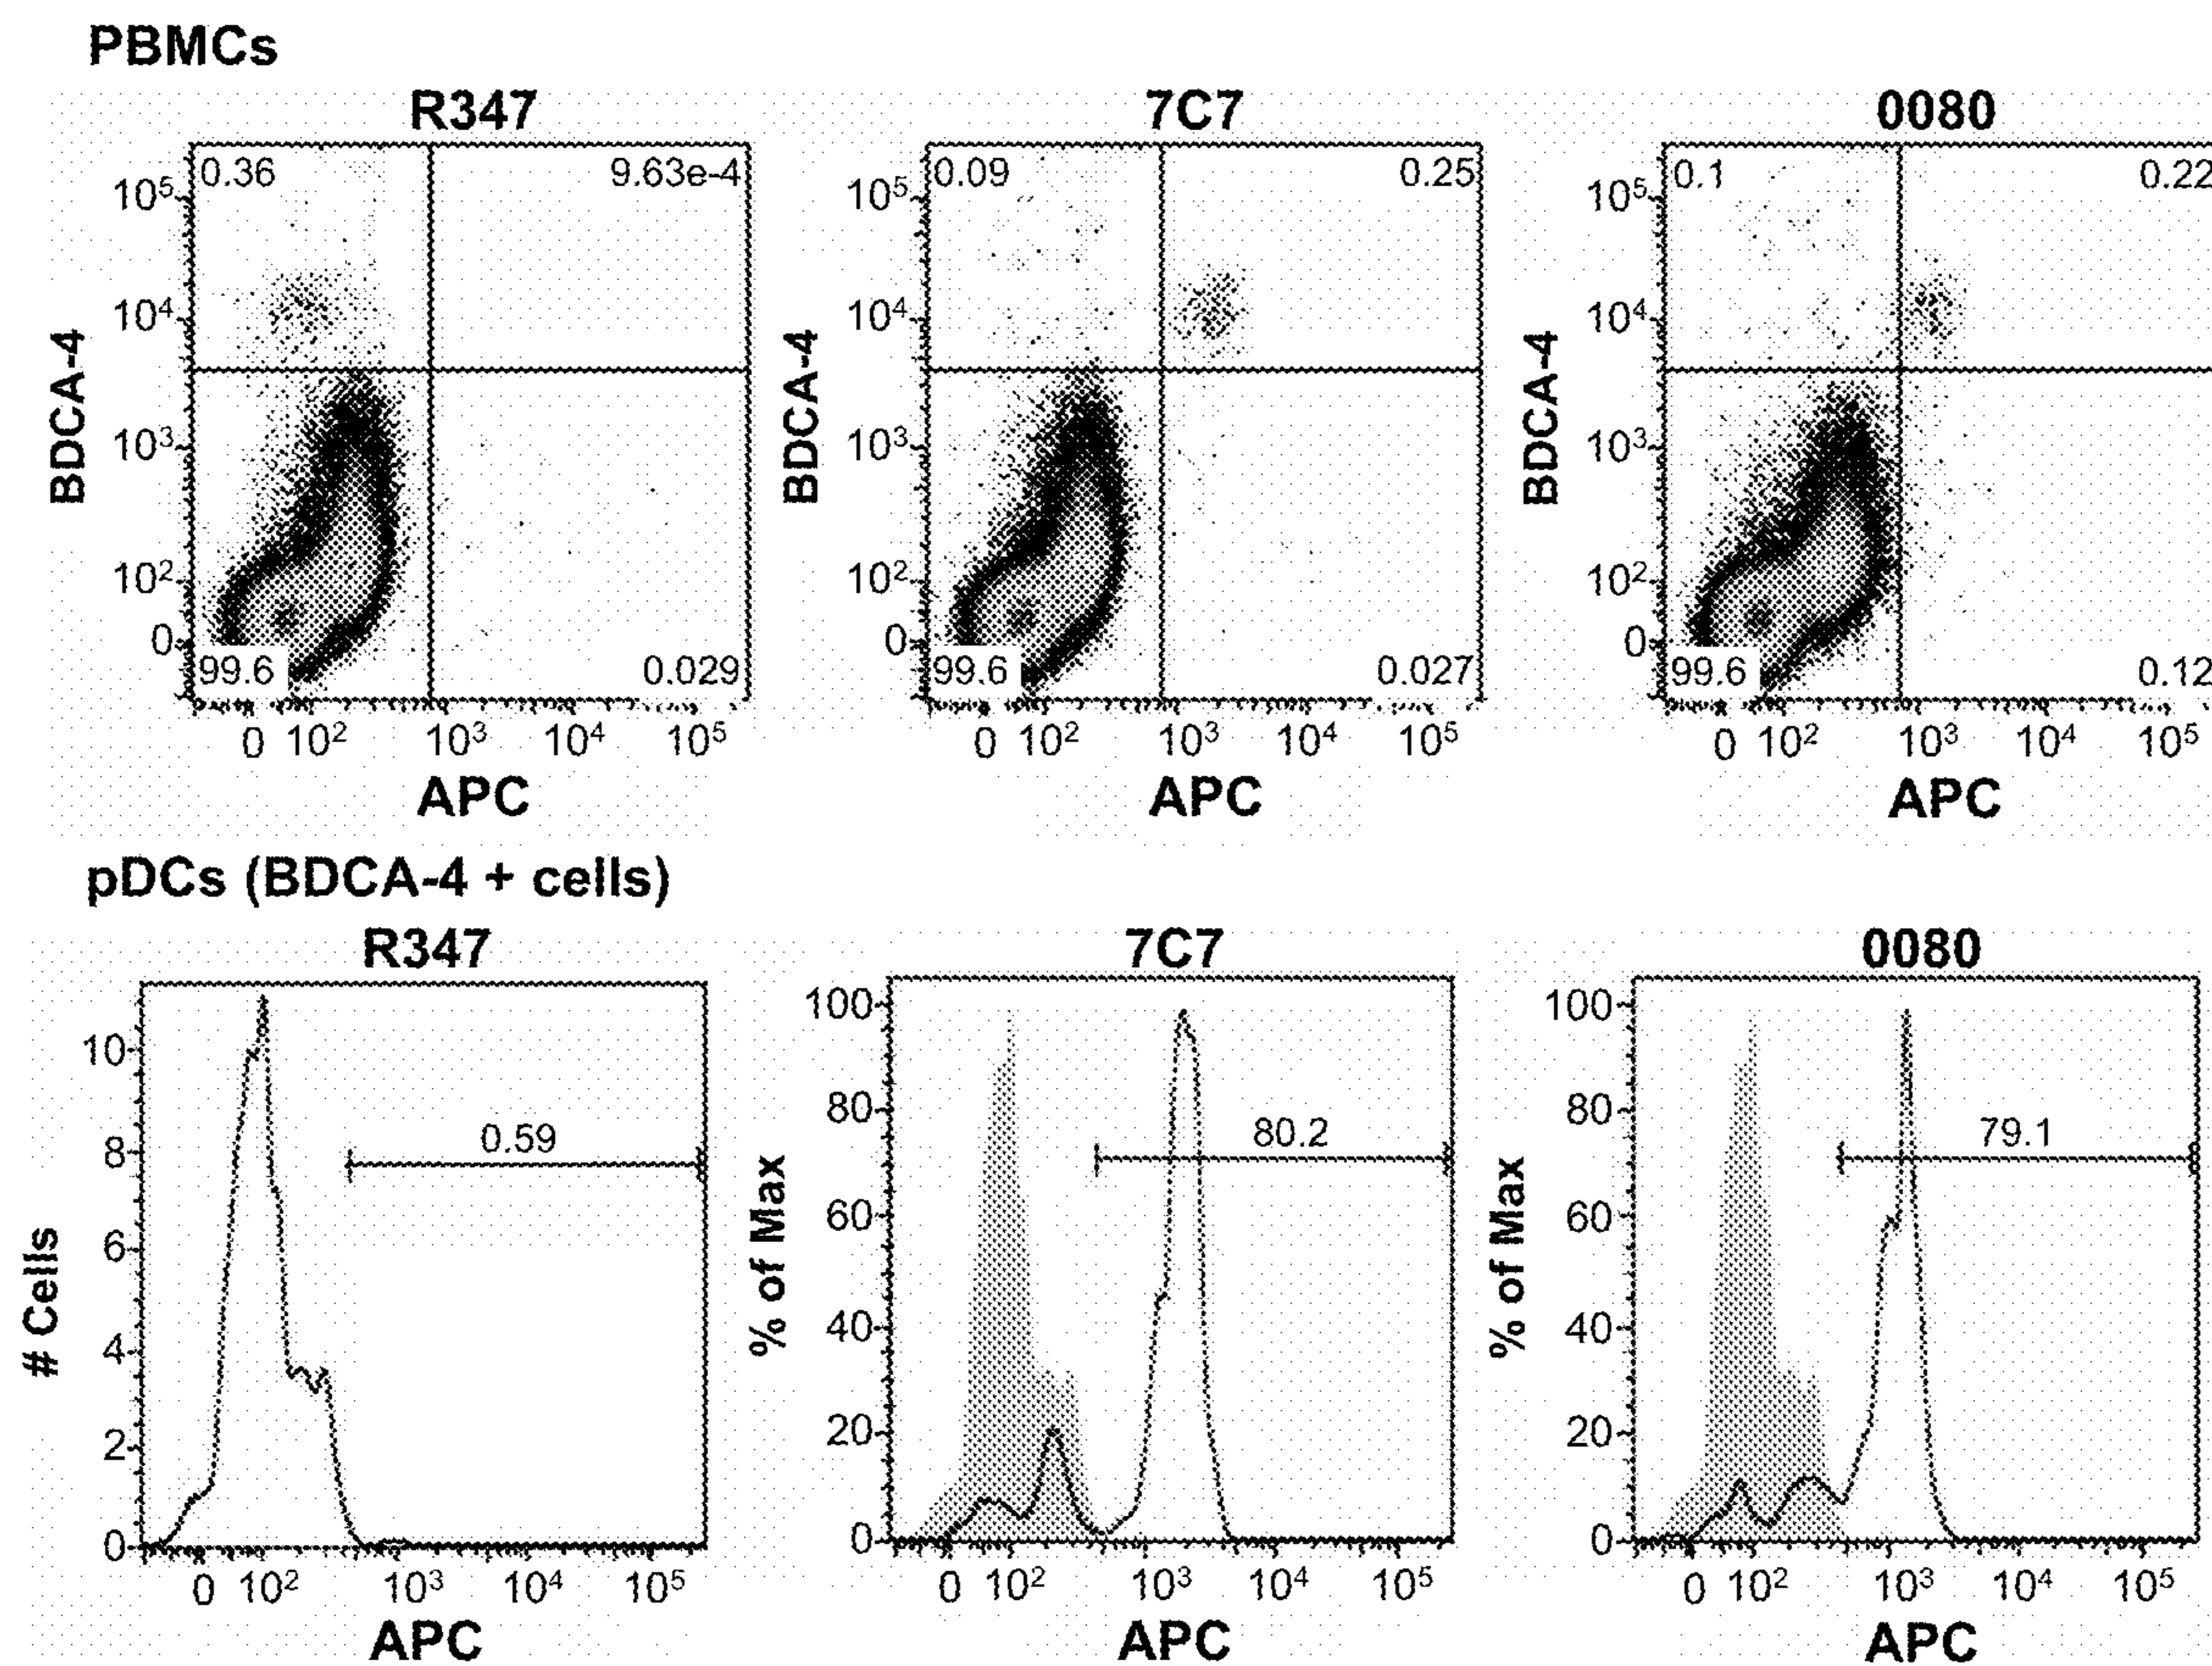 PBMCs
R347 7C7 0080
0.36 9.63e-4 0.09 0.25 0.1 0.22
10⁵ 10⁵ 10⁵
10⁴ 10⁴ 10⁴
BDCA-4 BDCA-4 BDCA-4
10³ 10³ 10³
10² 10² 10²
0 0 0
99.6 0.029 99.6 0.027 99.6 0.12
0 10² 10³ 10⁴ 10⁵ 0 10² 10³ 10⁴ 10⁵ 0 10² 10³ 10⁴ 10⁵
APC APC APC
pDCs (BDCA-4 + cells)
R347 7C7 0080
10 100 100
8 0.59 80 80.2 80 79.1
# Cells % of Max % of Max
6 60 60
4 40 40
2 20 20
0 0 0
0 10² 10³ 10⁴ 10⁵ 0 10² 10³ 10⁴ 10⁵ 0 10² 10³ 10⁴ 10⁵
APC APC APC